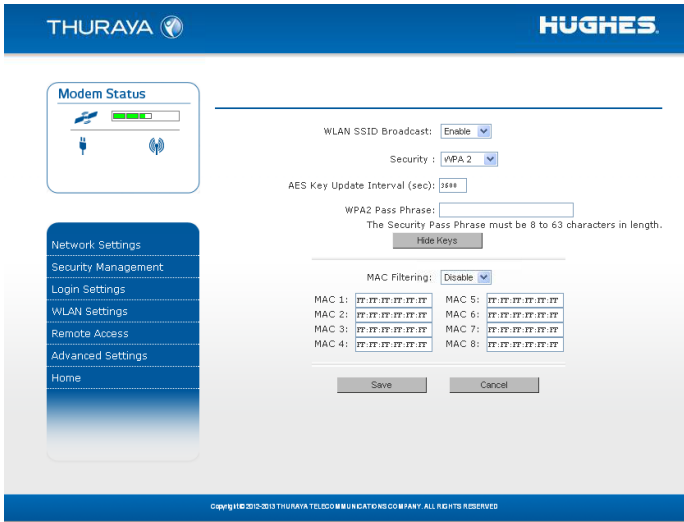 THURAYA
HUGHES.
Modem Status
WLAN SSID Broadcast: Enable
Security : WPA 2
AES Key Update Interval (sec): 3600
WPA2 Pass Phrase:
The Security Pass Phrase must be 8 to 63 characters in length.
Hide Keys
Network Settings
Security Management
Login Settings
WLAN Settings
Remote Access
Advanced Settings
Home
MAC Filtering: Disable
MAC 1: FF:FF:FF:FF:FF:FF MAC 5: FF:FF:FF:FF:FF:FF
MAC 2: FF:FF:FF:FF:FF:FF MAC 6: FF:FF:FF:FF:FF:FF
MAC 3: FF:FF:FF:FF:FF:FF MAC 7: FF:FF:FF:FF:FF:FF
MAC 4: FF:FF:FF:FF:FF:FF MAC 8: FF:FF:FF:FF:FF:FF
Save Cancel
Copyright© 2012-2013 THURAYA TELECOMMUNICATIONS COMPANY. ALL RIGHTS RESERVED